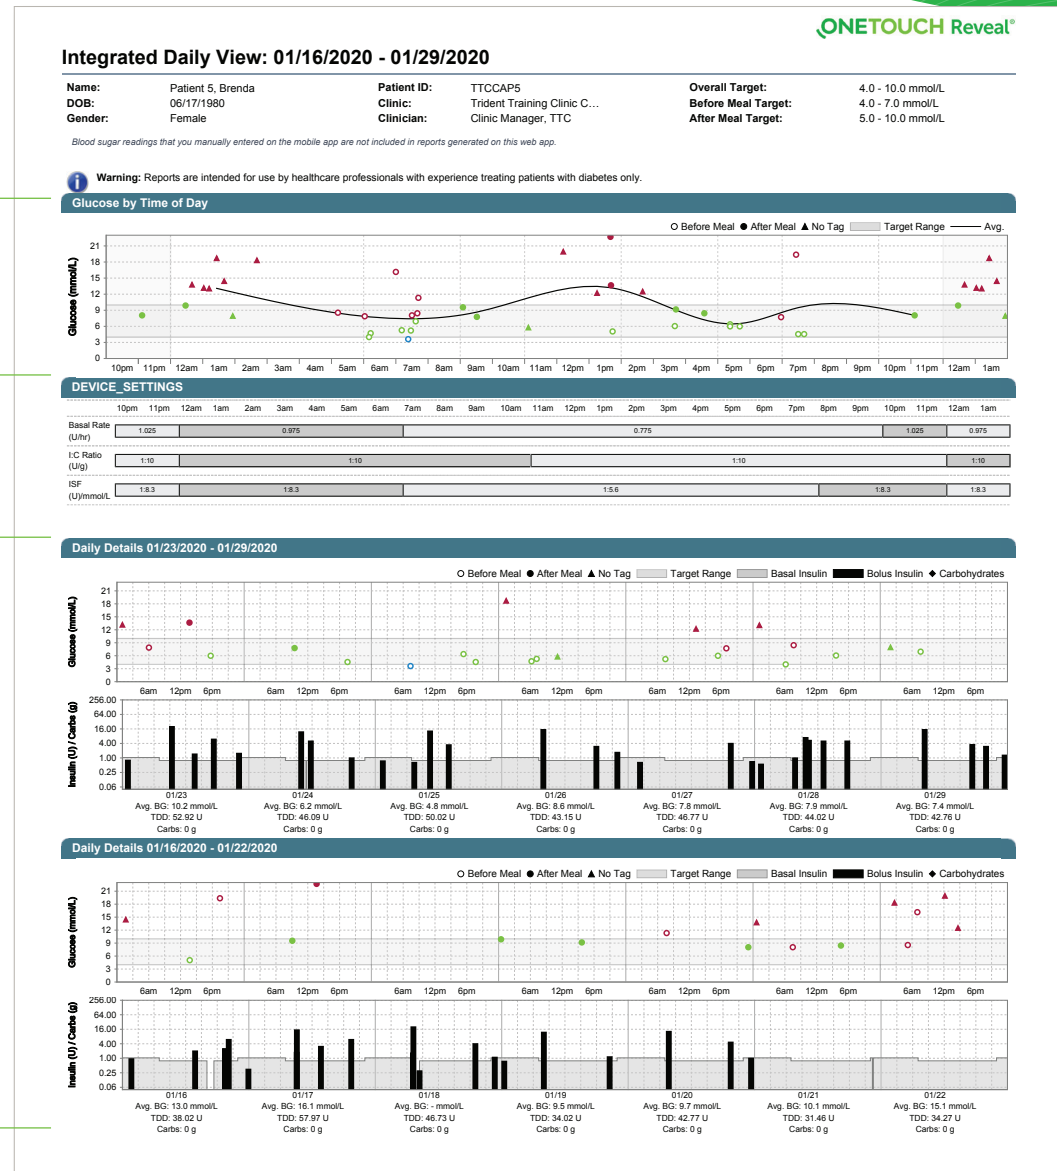 ONETOUCH Reveal®
Integrated Daily View: 01/16/2020 - 01/29/2020
Name: Patient 5, Brenda Patient ID: TTCCAP5 Overall Target: 4.0 - 10.0 mmol/L
DOB: 06/17/1980 Clinic: Trident Training Clinic C... Before Meal Target: 4.0 - 7.0 mmol/L
Gender: Female Clinician: Clinic Manager, TTC After Meal Target: 5.0 - 10.0 mmol/L
Blood sugar readings that you manually entered on the mobile app are not included in reports generated on this web app.
i Warning: Reports are intended for use by healthcare professionals with experience treating patients with diabetes only.
Glucose by Time of Day
Before Meal After Meal No Tag Target Range Avg.
Glucose (mmol/L)
21
18
15
12
9
6
3
0
10pm 11pm 12am 1am 2am 3am 4am 5am 6am 7am 8am 9am 10am 11am 12pm 1pm 2pm 3pm 4pm 5pm 6pm 7pm 8pm 9pm 10pm 11pm 12am 1am
DEVICE_SETTINGS
10pm 11pm 12am 1am 2am 3am 4am 5am 6am 7am 8am 9am 10am 11am 12pm 1pm 2pm 3pm 4pm 5pm 6pm 7pm 8pm 9pm 10pm 11pm 12am 1am
Basal Rate
(U/hr)
1.025 0.975 0.775 1.025 0.975
I:C Ratio
(U/g)
1:10 1:10 1:10 1:10
ISF
(U)/mmol/L
1:8.3 1:8.3 1:5.6 1:8.3 1:8.3
Daily Details 01/23/2020 - 01/29/2020
Before Meal After Meal No Tag Target Range Basal Insulin Bolus Insulin Carbohydrates
Glucose (mmol/L)
21
18
15
12
9
6
3
0
6am 12pm 6pm 6am 12pm 6pm 6am 12pm 6pm 6am 12pm 6pm 6am 12pm 6pm 6am 12pm 6pm 6am 12pm 6pm
Insulin (U) / Carbs (g)
256.00
64.00
16.00
4.00
1.00
0.25
0.06
01/23 01/24 01/25 01/26 01/27 01/28 01/29
Avg. BG: 10.2 mmol/L Avg. BG: 6.2 mmol/L Avg. BG: 4.8 mmol/L Avg. BG: 8.6 mmol/L Avg. BG: 7.8 mmol/L Avg. BG: 7.9 mmol/L Avg. BG: 7.4 mmol/L
TDD: 52.92 U TDD: 46.09 U TDD: 50.02 U TDD: 43.15 U TDD: 46.77 U TDD: 44.02 U TDD: 42.76 U
Carbs: 0 g Carbs: 0 g Carbs: 0 g Carbs: 0 g Carbs: 0 g Carbs: 0 g Carbs: 0 g
Daily Details 01/16/2020 - 01/22/2020
Before Meal After Meal No Tag Target Range Basal Insulin Bolus Insulin Carbohydrates
Glucose (mmol/L)
21
18
15
12
9
6
3
0
6am 12pm 6pm 6am 12pm 6pm 6am 12pm 6pm 6am 12pm 6pm 6am 12pm 6pm 6am 12pm 6pm 6am 12pm 6pm
Insulin (U) / Carbs (g)
256.00
64.00
16.00
4.00
1.00
0.25
0.06
01/16 01/17 01/18 01/19 01/20 01/21 01/22
Avg. BG: 13.0 mmol/L Avg. BG: 16.1 mmol/L Avg. BG: - mmol/L Avg. BG: 9.5 mmol/L Avg. BG: 9.7 mmol/L Avg. BG: 10.1 mmol/L Avg. BG: 15.1 mmol/L
TDD: 38.02 U TDD: 57.97 U TDD: 46.73 U TDD: 34.02 U TDD: 42.77 U TDD: 31.46 U TDD: 34.27 U
Carbs: 0 g Carbs: 0 g Carbs: 0 g Carbs: 0 g Carbs: 0 g Carbs: 0 g Carbs: 0 g